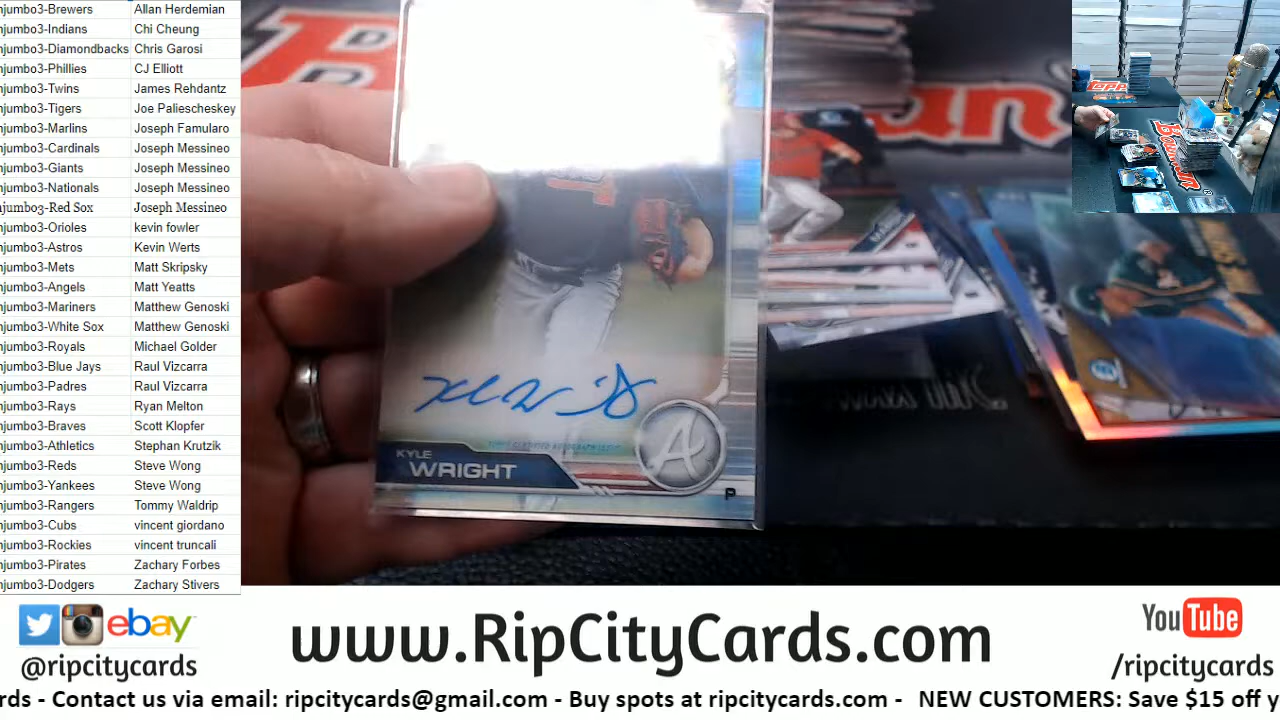 njumbo3-Brewers Allan Herdemian
njumbo3-Indians Chi Cheung
njumbo3-Diamondbacks Chris Garosi
njumbo3-Phillies CJ Elliott
njumbo3-Twins James Rehdantz
njumbo3-Tigers Joe Paliescheskey
njumbo3-Marlins Joseph Famularo
njumbo3-Cardinals Joseph Messineo
njumbo3-Giants Joseph Messineo
njumbo3-Nationals Joseph Messineo
njumbo3-Red Sox Joseph Messineo
njumbo3-Orioles kevin fowler
njumbo3-Astros Kevin Werts
njumbo3-Mets Matt Skripsky
njumbo3-Angels Matt Yeatts
njumbo3-Mariners Matthew Genoski
njumbo3-White Sox Matthew Genoski
njumbo3-Royals Michael Golder
njumbo3-Blue Jays Raul Vizcarra
njumbo3-Padres Raul Vizcarra
njumbo3-Rays Ryan Melton
njumbo3-Braves Scott Klopfer
njumbo3-Athletics Stephan Krutzik
njumbo3-Reds Steve Wong
njumbo3-Yankees Steve Wong
njumbo3-Rangers Tommy Waldrip
njumbo3-Cubs vincent giordano
njumbo3-Rockies vincent truncali
njumbo3-Pirates Zachary Forbes
njumbo3-Dodgers Zachary Stivers
TOPPS CERTIFIED AUTOGRAPH ISSUE
KYLE
WRIGHT
A
P
Bowman
ebay
@ripcitycards
www.RipCityCards.com
YouTube
/ripcitycards
rds - Contact us via email: ripcitycards@gmail.com - Buy spots at ripcitycards.com - NEW CUSTOMERS: Save $15 off y